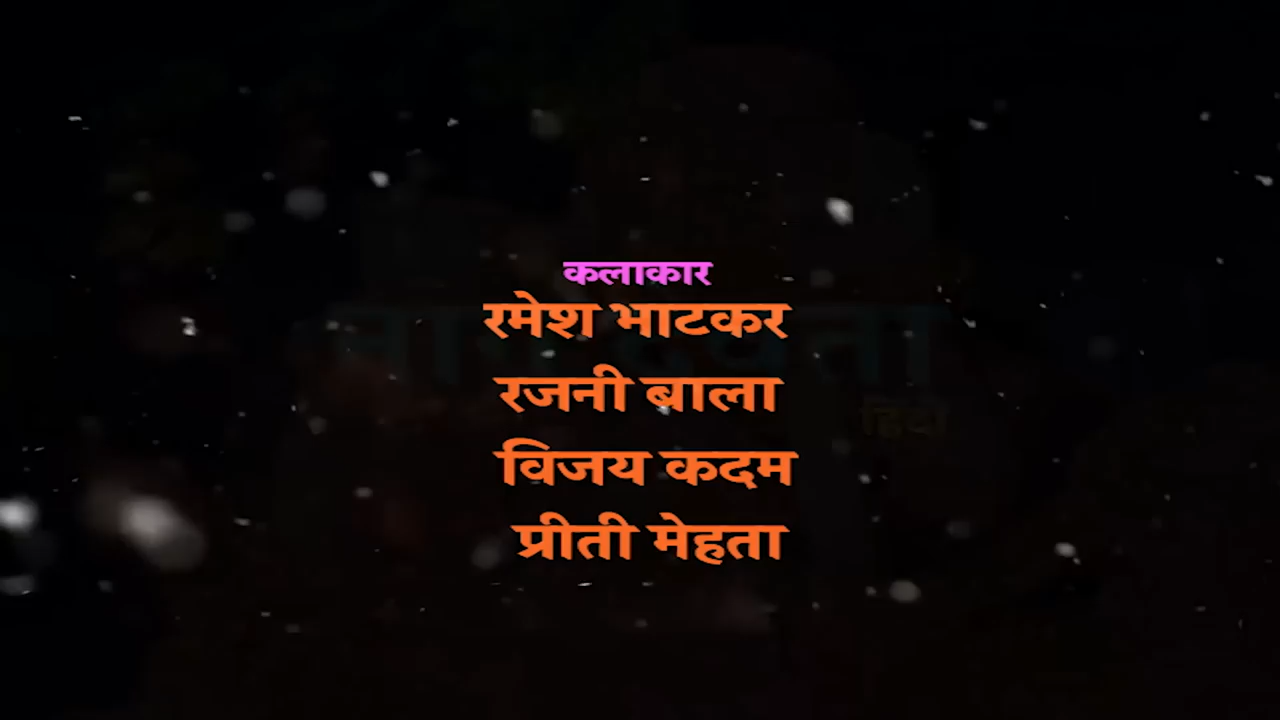 कलाकार
रमेश भाटकर
रजनी बाला
विजय कदम
प्रीती मेहता
हिंदी